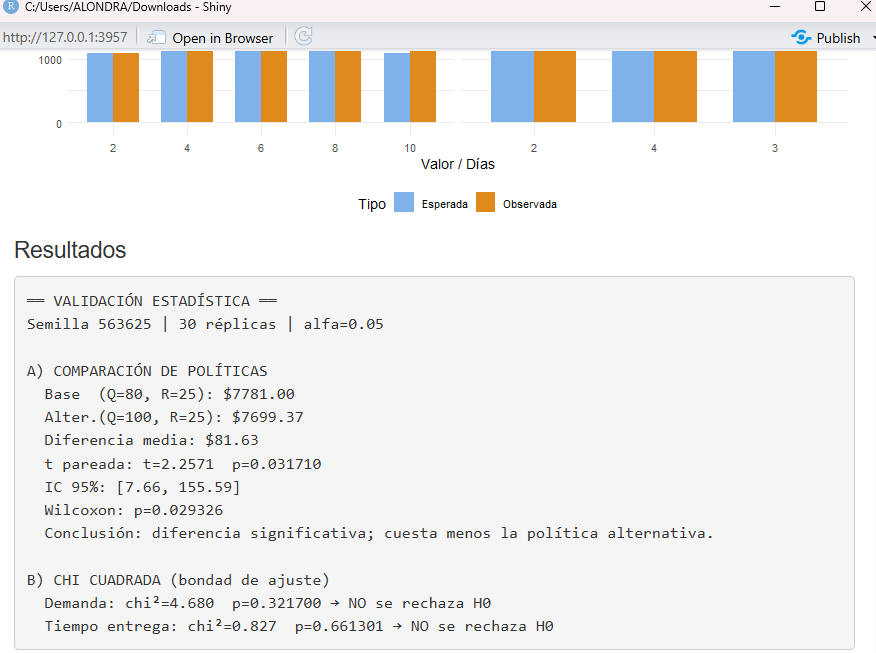 R C:/Users/ALONDRA/Downloads - Shiny
http://127.0.0.1:3957 Open in Browser Publish
1000
0
2 4 6 8 10 2 4 3
Valor / Días
Tipo Esperada Observada
Resultados
══ VALIDACIÓN ESTADÍSTICA ══
Semilla 563625 | 30 réplicas | alfa=0.05
A) COMPARACIÓN DE POLÍTICAS
Base (Q=80, R=25): $7781.00
Alter.(Q=100, R=25): $7699.37
Diferencia media: $81.63
t pareada: t=2.2571 p=0.031710
IC 95%: [7.66, 155.59]
Wilcoxon: p=0.029326
Conclusión: diferencia significativa; cuesta menos la política alternativa.
B) CHI CUADRADA (bondad de ajuste)
Demanda: chi²=4.680 p=0.321700 → NO se rechaza H0
Tiempo entrega: chi²=0.827 p=0.661301 → NO se rechaza H0